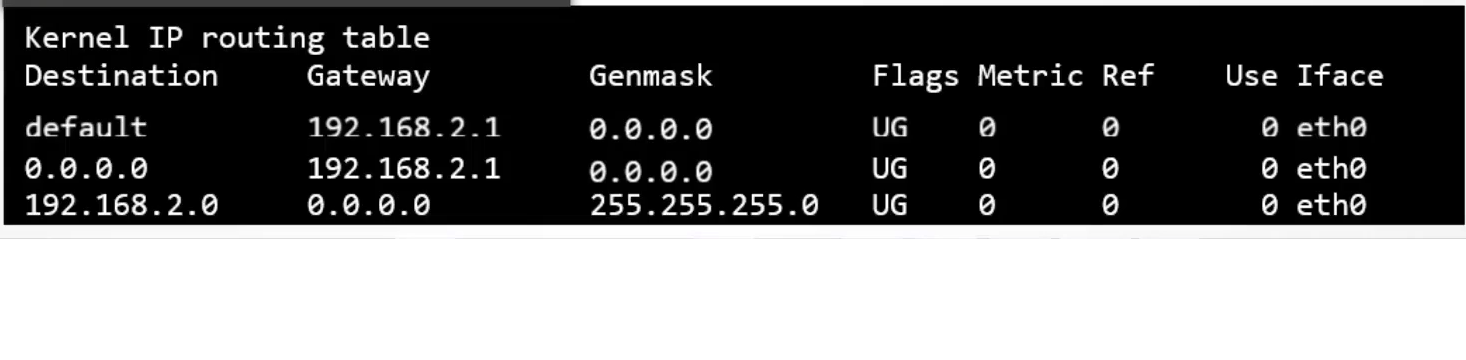 Kernel IP routing table
Destination Gateway Genmask Flags Metric Ref Use Iface
default 192.168.2.1 0.0.0.0 UG 0 0 0 eth0
0.0.0.0 192.168.2.1 0.0.0.0 UG 0 0 0 eth0
192.168.2.0 0.0.0.0 255.255.255.0 UG 0 0 0 eth0